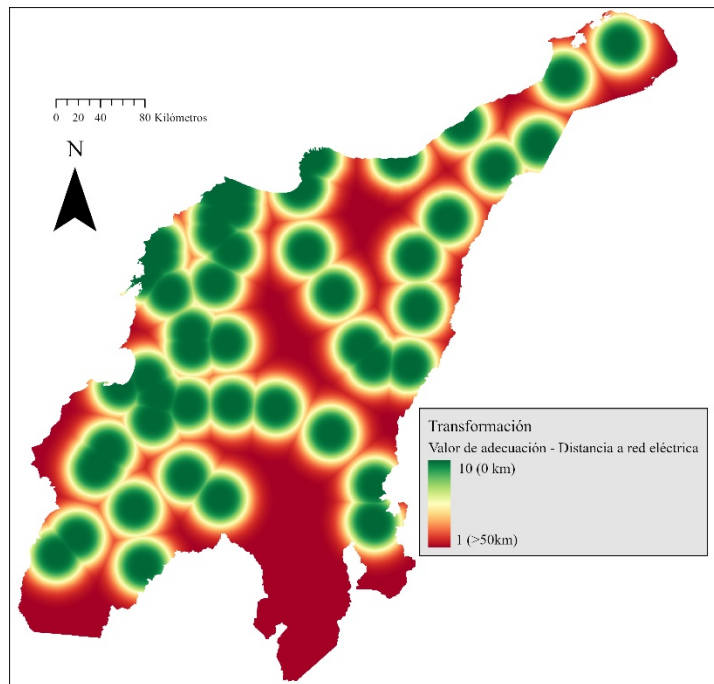 0 20 40 80 Kilómetros
N
Transformación
Valor de adecuación - Distancia a red eléctrica
10 (0 km)
1 (>50km)